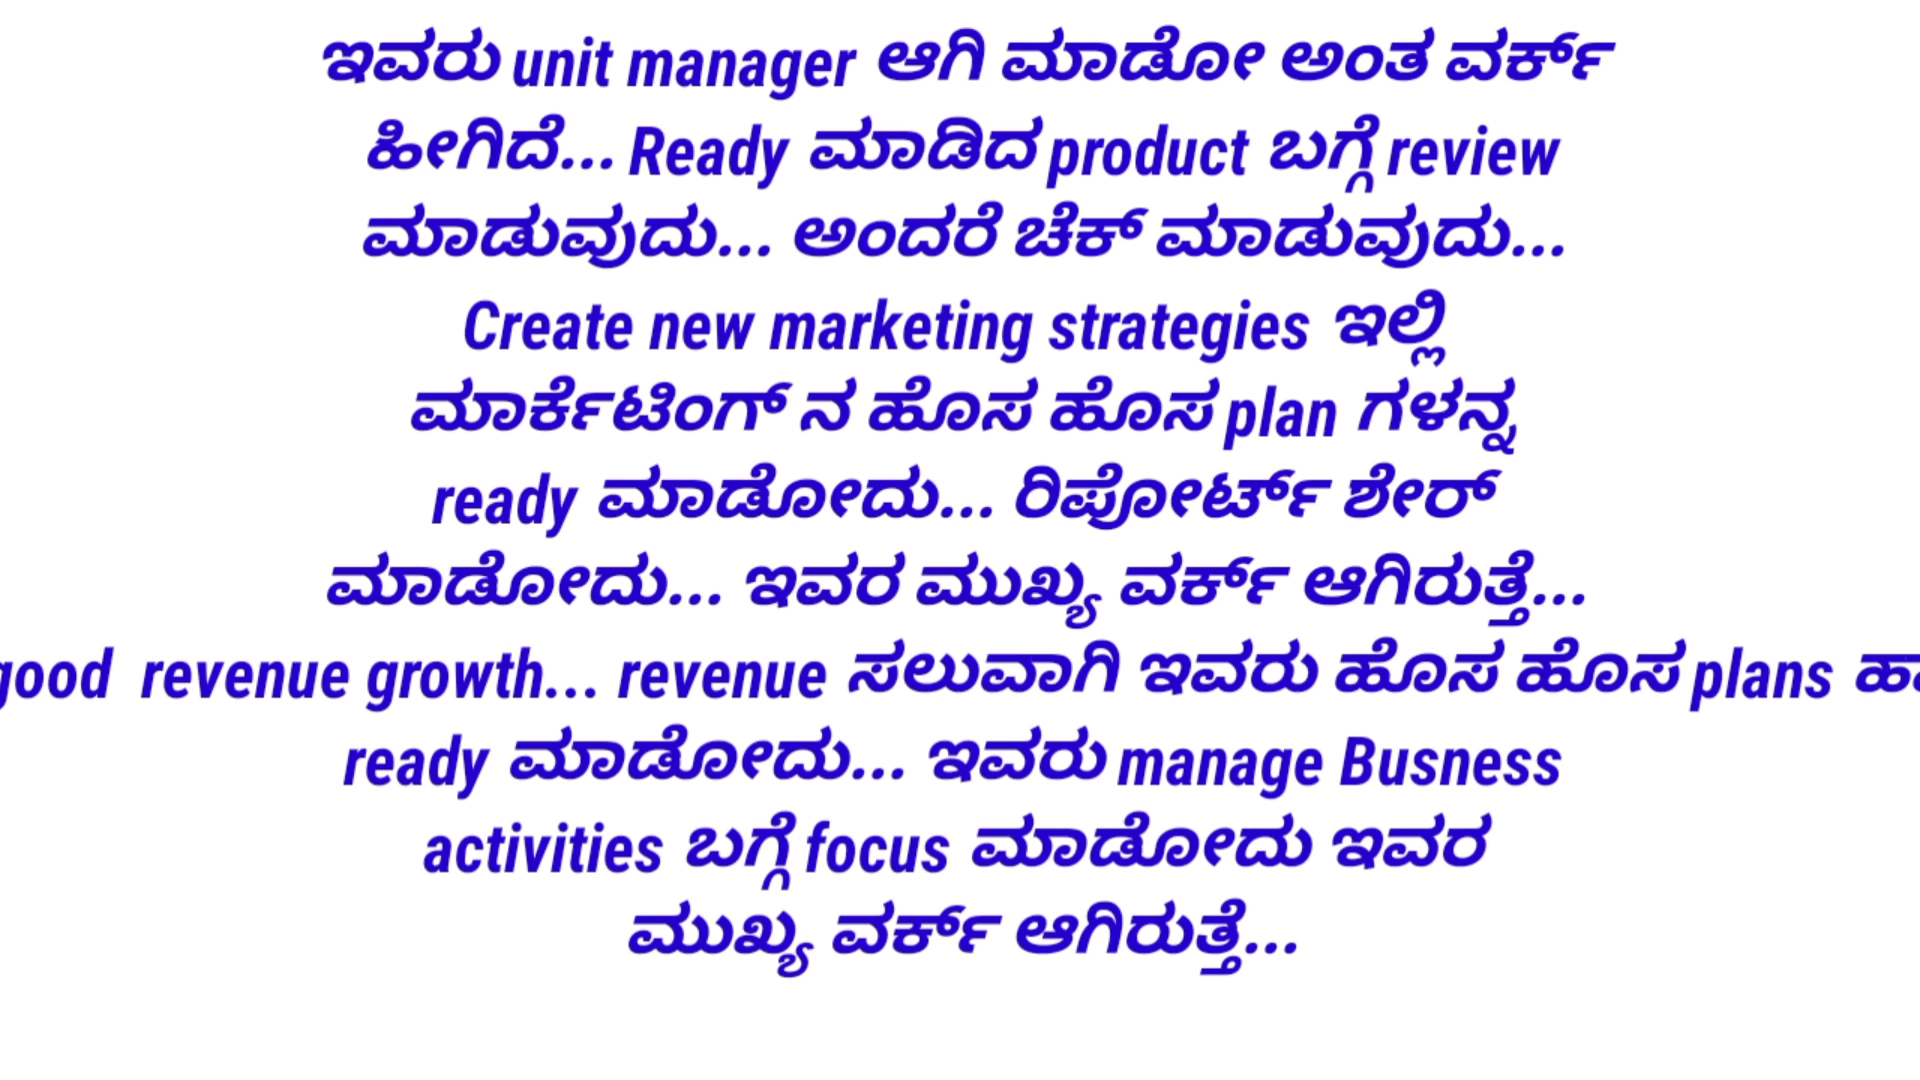 ಇವರು unit manager ಆಗಿ ಮಾಡೋ ಅಂತ ವರ್ಕ್
ಹೀಗಿದೆ... Ready ಮಾಡಿದ product ಬಗ್ಗೆ review
ಮಾಡುವುದು... ಅಂದರೆ ಚೆಕ್ ಮಾಡುವುದು...
Create new marketing strategies ಇಲ್ಲಿ
ಮಾರ್ಕೆಟಿಂಗ್ ನ ಹೊಸ ಹೊಸ plan ಗಳನ್ನ
ready ಮಾಡೋದು... ರಿಪೋರ್ಟ್ ಶೇರ್
ಮಾಡೋದು... ಇವರ ಮುಖ್ಯ ವರ್ಕ್ ಆಗಿರುತ್ತೆ...
good revenue growth... revenue ಸಲುವಾಗಿ ಇವರು ಹೊಸ ಹೊಸ plans
ready ಮಾಡೋದು... ಇವರು manage Busness
activities ಬಗ್ಗೆ focus ಮಾಡೋದು ಇವರ
ಮುಖ್ಯ ವರ್ಕ್ ಆಗಿರುತ್ತೆ...